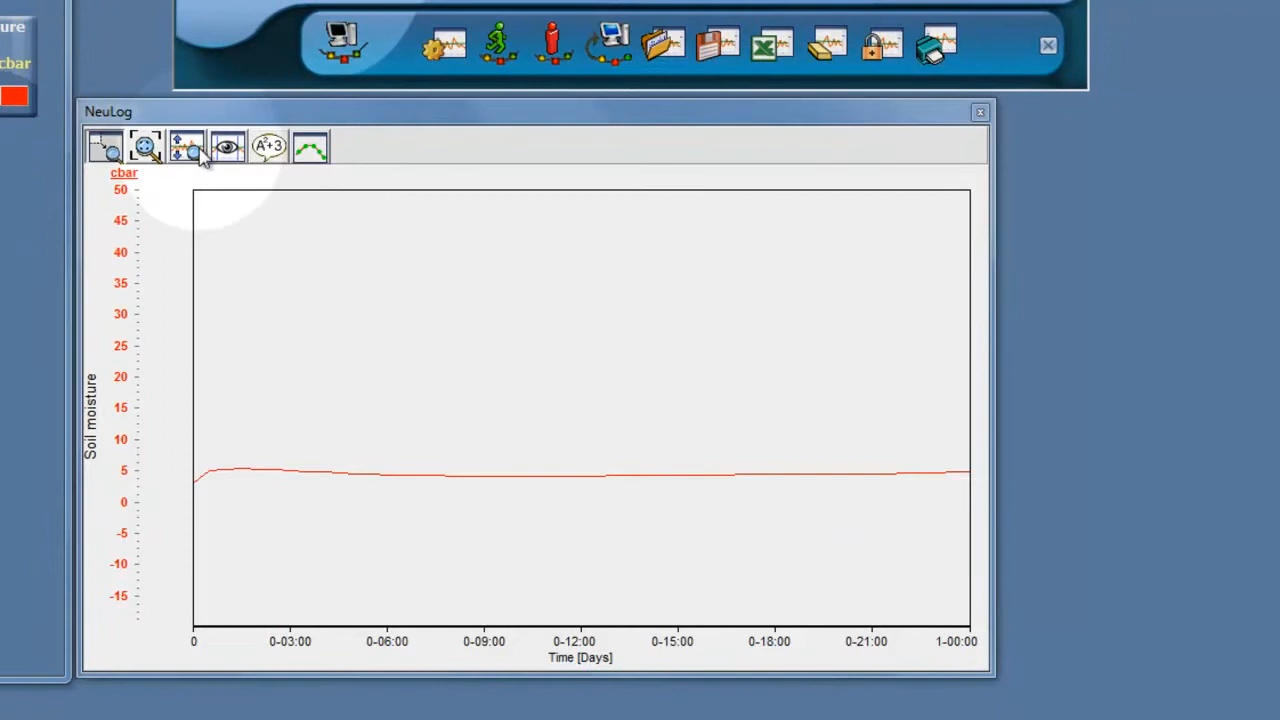 ure
cbar
NeuLog
A²+3
cbar
50
45
40
35
30
25
20
15
10
5
0
-5
-10
-15
Soil moisture
0 0-03:00 0-06:00 0-09:00 0-12:00 0-15:00 0-18:00 0-21:00 1-00:00
Time [Days]